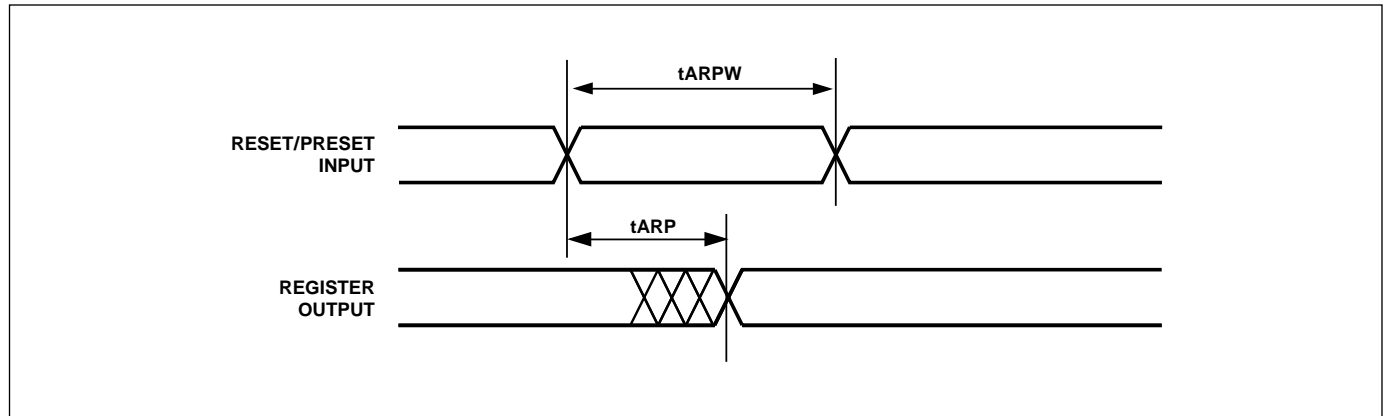 tARPW
RESET/PRESET
INPUT
tARP
REGISTER
OUTPUT